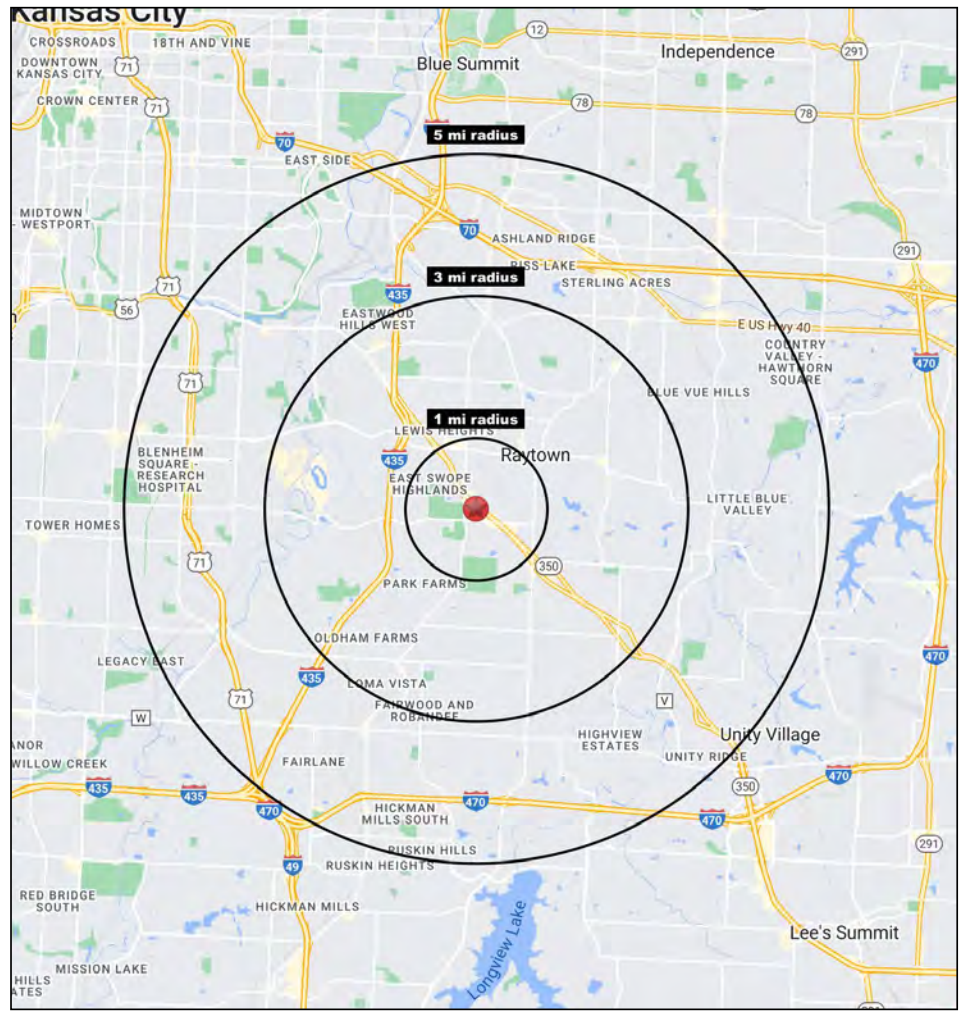 Kansas City
12
CROSSROADS
18TH AND VINE
Independence
291
DOWNTOWN
KANSAS CITY
71
Blue Summit
CROWN CENTER
71
78
78
5 mi radius
70
EAST SIDE
MIDTOWN
- WESTPORT
70
ASHLAND RIDGE
291
RISS LAKE
3 mi radius
STERLING ACRES
71
435
56
EASTWOOD
HILLS WEST
E US Hwy 40
COUNTRY
VALLEY -
HAWTHORN
SQUARE
470
71
BLUE VUE HILLS
1 mi radius
LEWIS HEIGHTS
Raytown
435
BLENHEIM
SQUARE -
RESEARCH
HOSPITAL
EAST SWOPE
HIGHLANDS
LITTLE BLUE
VALLEY
TOWER HOMES
71
350
PARK FARMS
OLDHAM FARMS
LEGACY EAST
470
435
LOMA VISTA
71
V
W
FAIRWOOD AND
ROBANDEE
HIGHVIEW
ESTATES
Unity Village
ANOR
WILLOW CREEK
FAIRLANE
UNITY RIDGE
470
435
435
350
470
470
470
HICKMAN
MILLS SOUTH
291
RUSKIN HILLS
49
RUSKIN HEIGHTS
RED BRIDGE
SOUTH
HICKMAN MILLS
Longview Lake
Lee's Summit
MISSION LAKE
HILLS
ATES